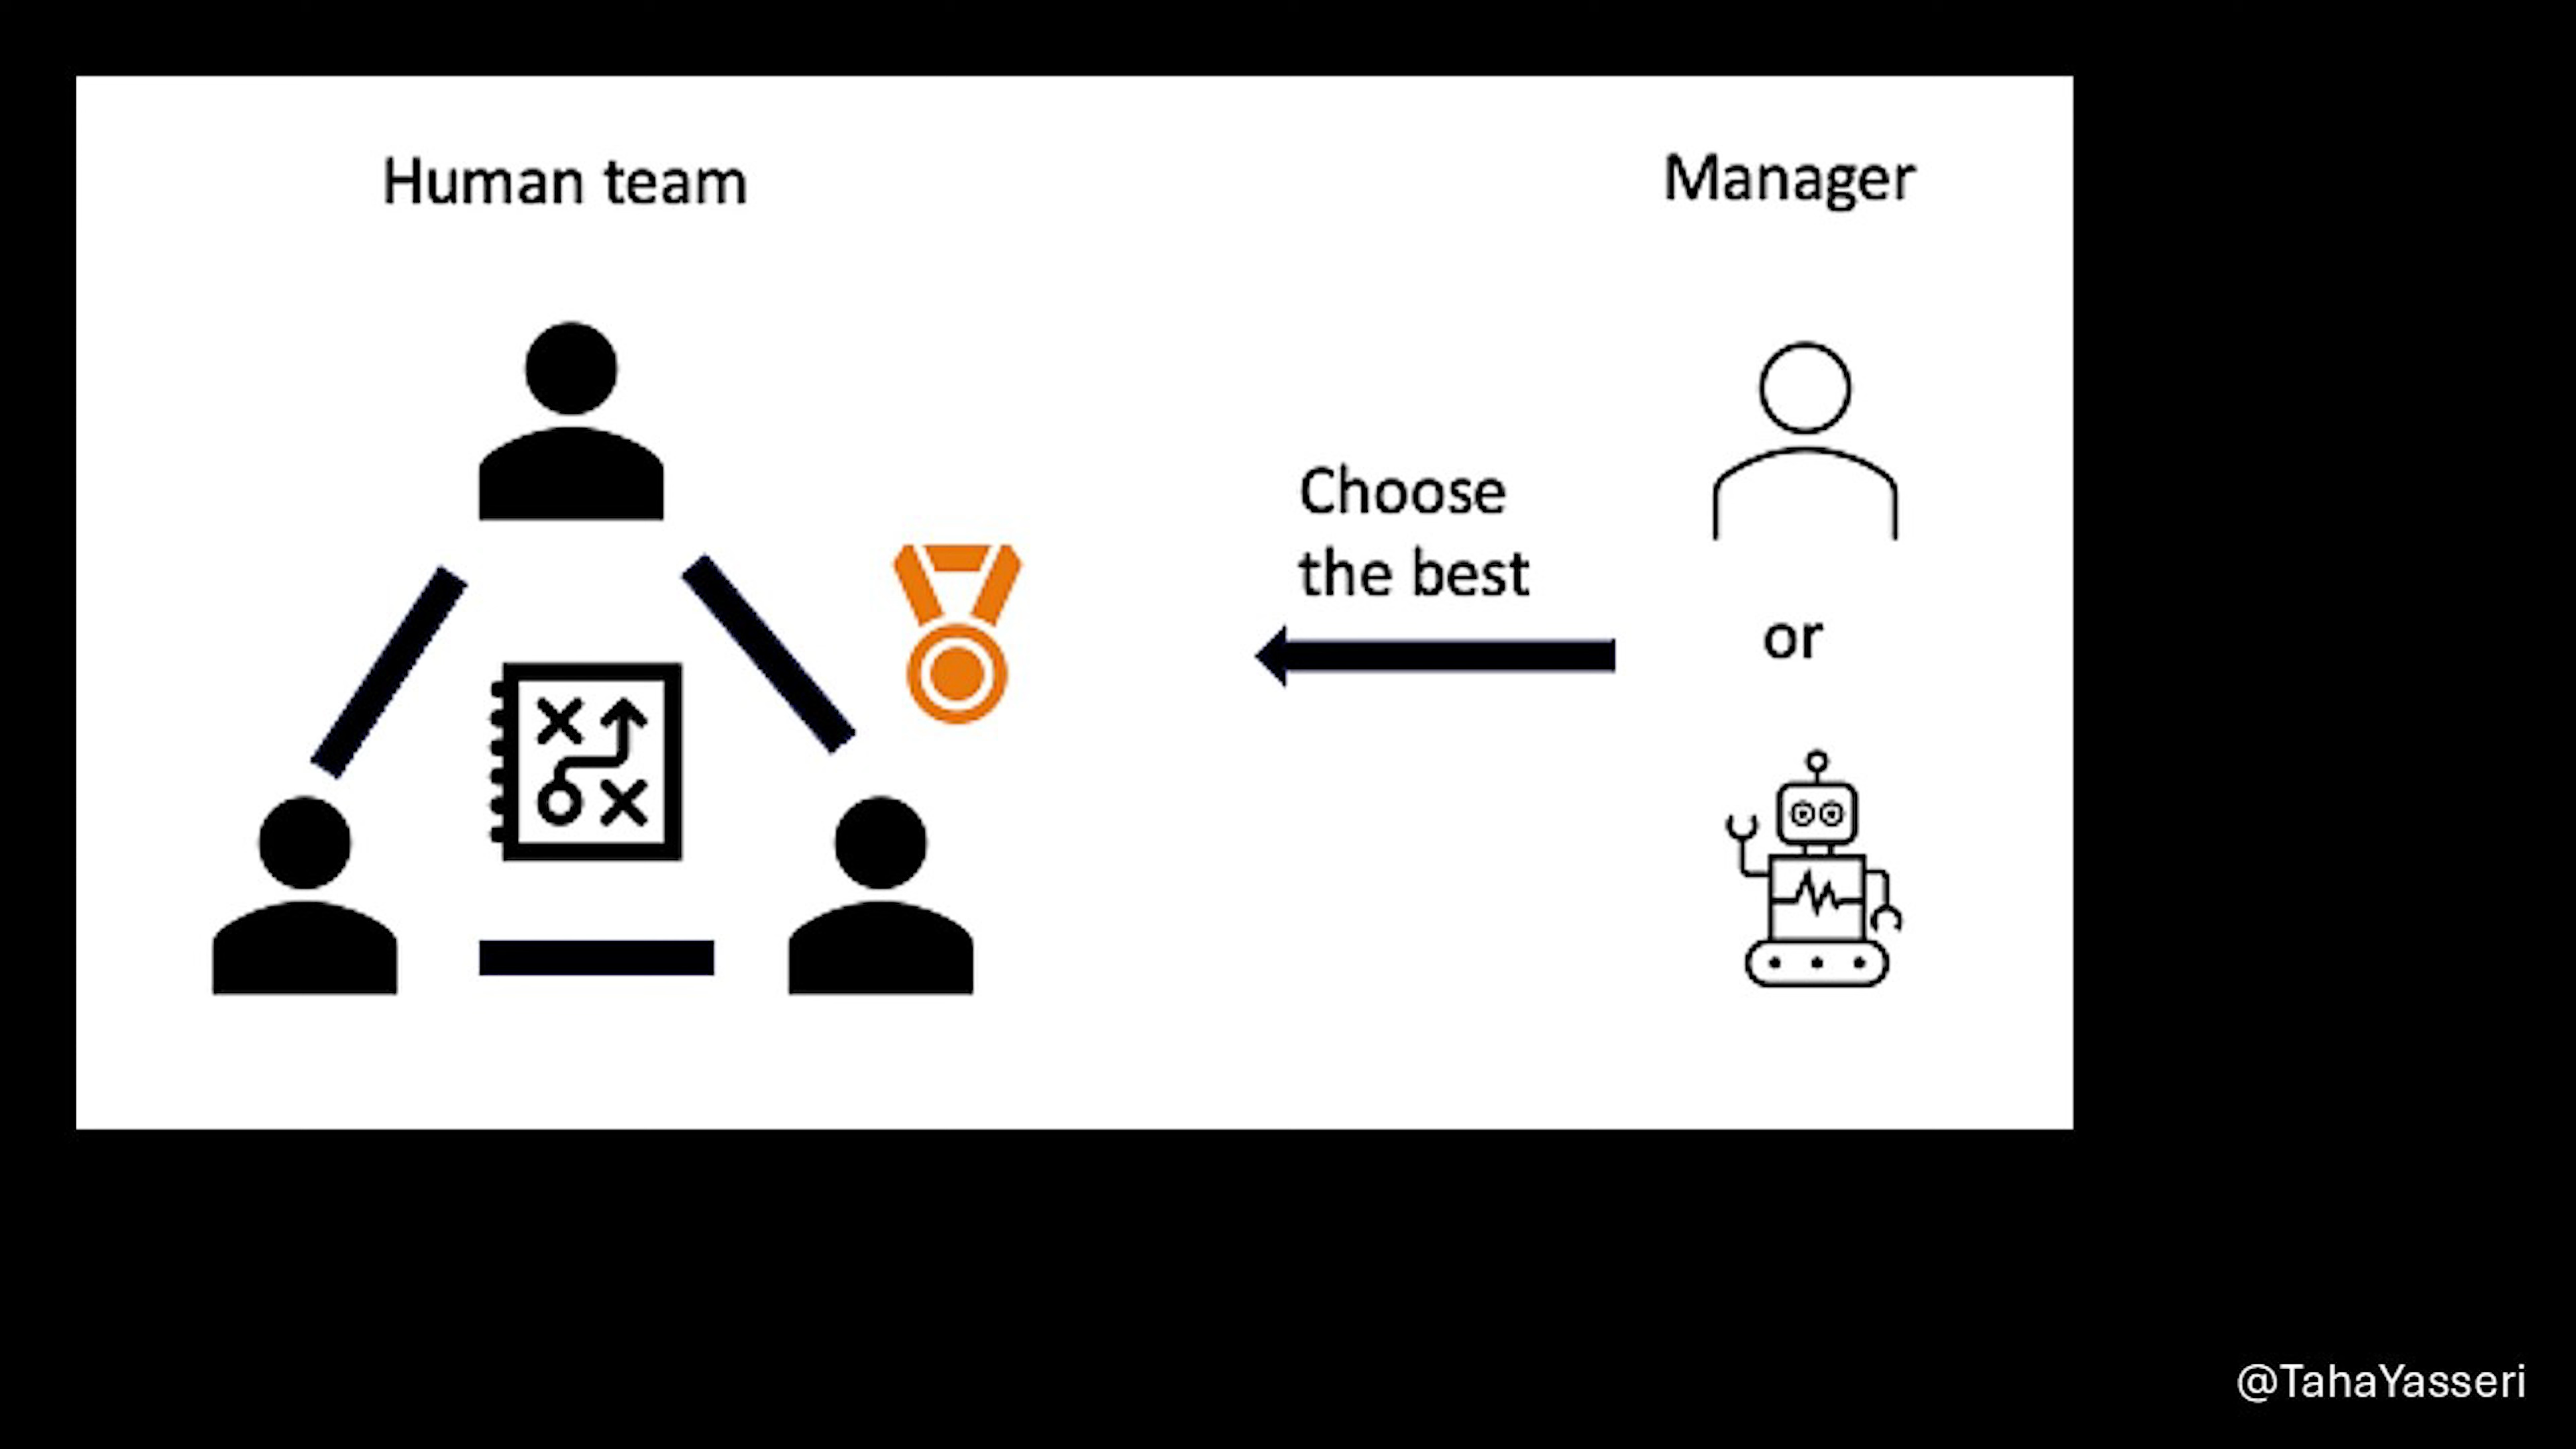 Human team
Manager
Choose
the best
or
@TahaYasseri